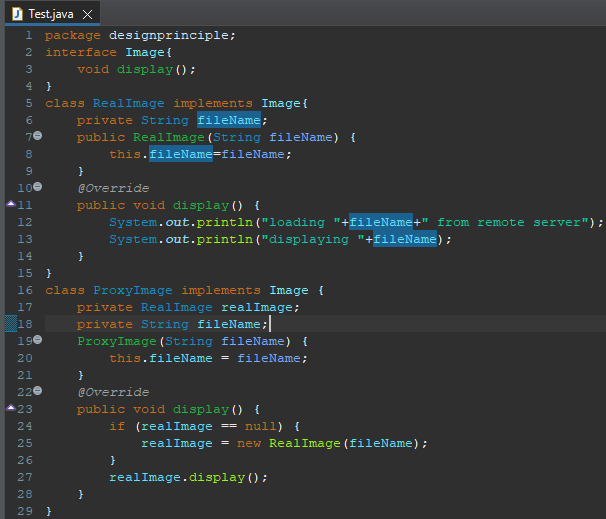 Test.java
1 package designprinciple;
2 interface Image{
3 void display();
4 }
5 class RealImage implements Image{
6 private String fileName;
7 public RealImage(String fileName) {
8 this.fileName=fileName;
9 }
10 @Override
11 public void display() {
12 System.out.println("loading "+fileName+" from remote server");
13 System.out.println("displaying "+fileName);
14 }
15 }
16 class ProxyImage implements Image {
17 private RealImage realImage;
18 private String fileName;
19 ProxyImage(String fileName) {
20 this.fileName = fileName;
21 }
22 @Override
23 public void display() {
24 if (realImage == null) {
25 realImage = new RealImage(fileName);
26 }
27 realImage.display();
28 }
29 }